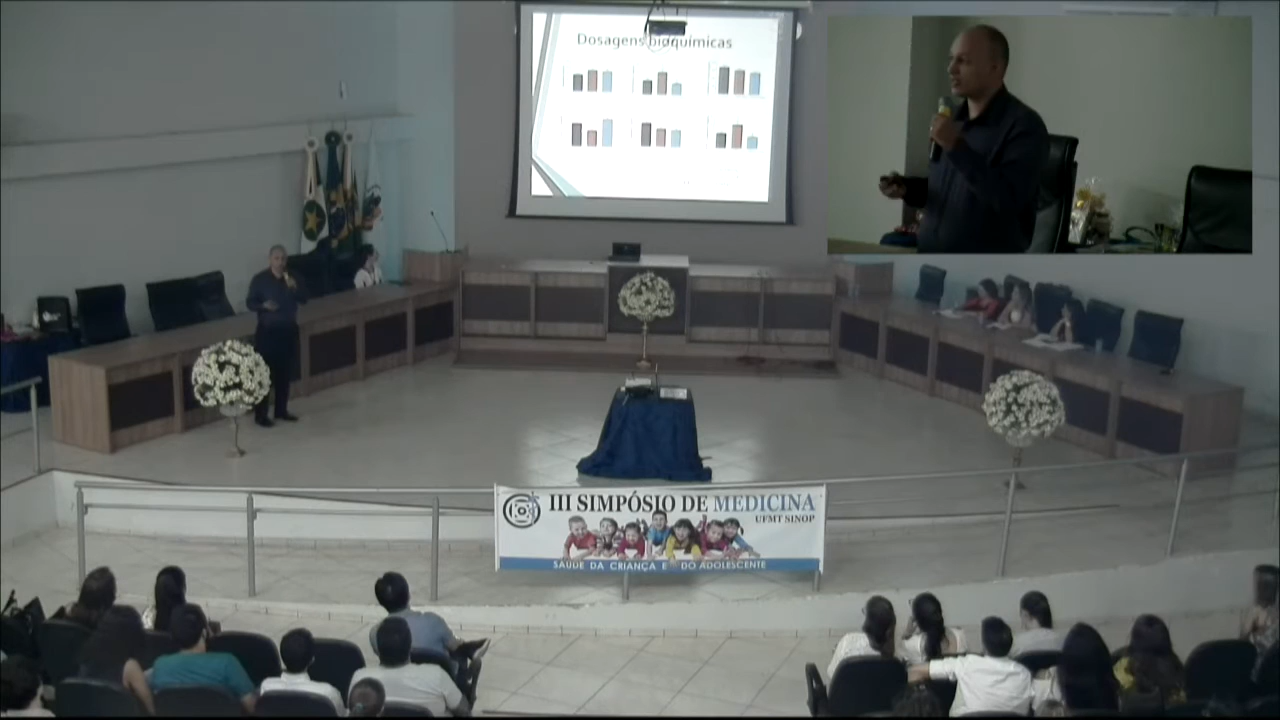 Dosagens bioquímicas
III SIMPÓSIO DE MEDICINA
UFMT SINOP
SAÚDE DA CRIANÇA E DO ADOLESCENTE